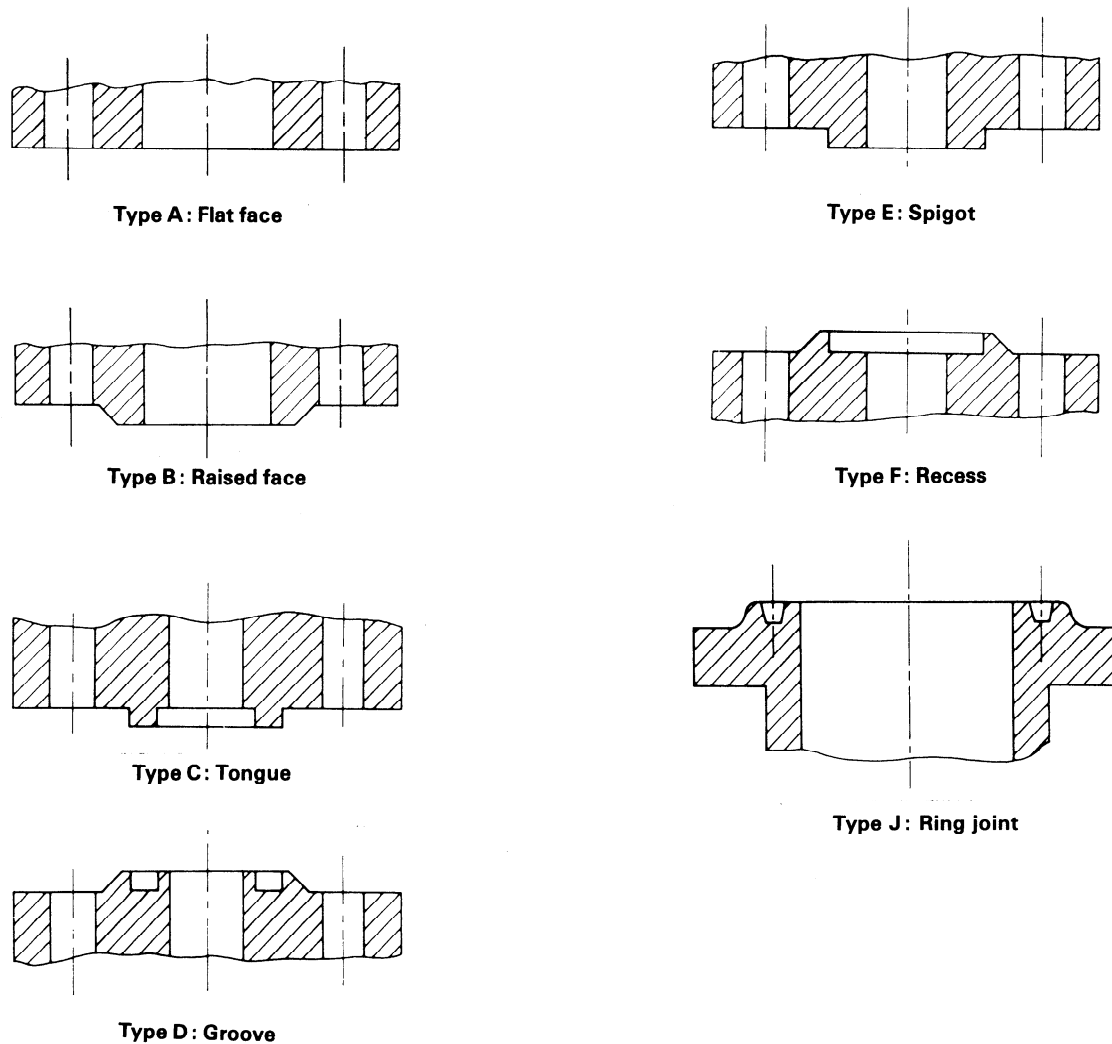 Type A: Flat face
Type B: Raised face
Type C: Tongue
Type D: Groove
Type E: Spigot
Type F: Recess
Type J: Ring joint